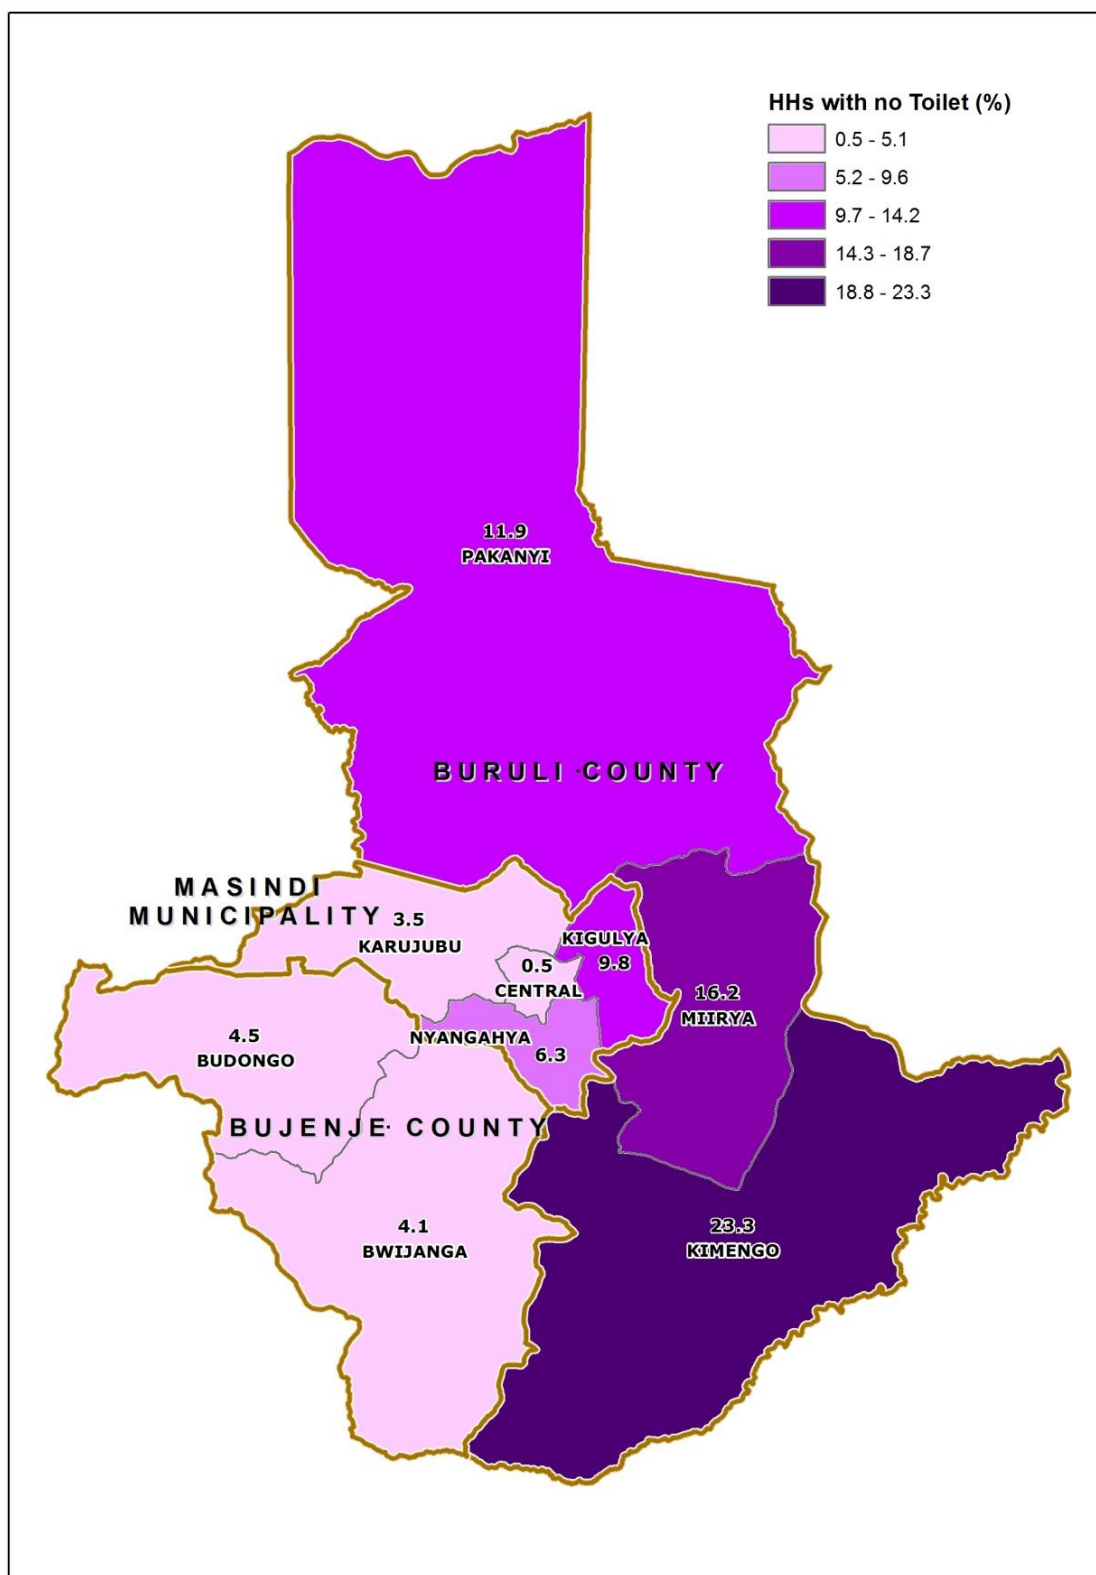 HHs with no Toilet (%)
0.5 - 5.1
5.2 - 9.6
9.7 - 14.2
14.3 - 18.7
18.8 - 23.3
11.9
PAKANYI
BURULI COUNTY
MASINDI
MUNICIPALITY
3.5
KARUJUBU
KIGULYA
9.8
0.5
CENTRAL
16.2
MIIRYA
NYANGAHYA
6.3
4.5
BUDONGO
BUJENJE COUNTY
4.1
BWIJANGA
23.3
KIMENGO